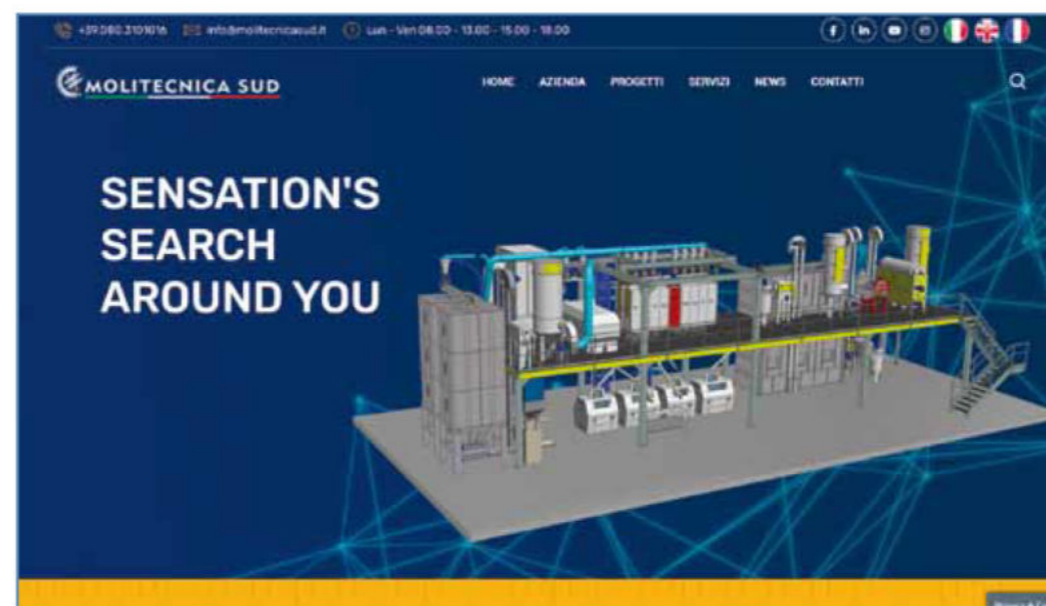 +39.080.3101016 info@molitecnicasud.it Lun - Ven 08.00 - 13.00 - 15.00 - 18.00
MOLITECNICA SUD
HOME AZIENDA PROGETTI SERVIZI NEWS CONTATTI
SENSATION'S
SEARCH
AROUND YOU